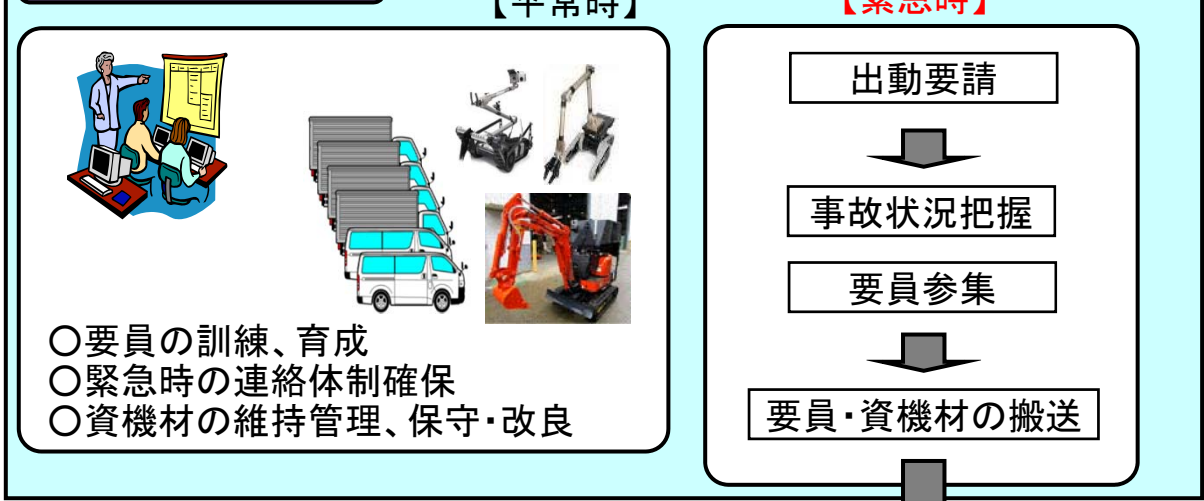 【平常時】
【緊急時】
〇要員の訓練、育成
〇緊急時の連絡体制確保
〇資機材の維持管理、保守・改良
出動要請
事故状況把握
要員参集
要員・資機材の搬送